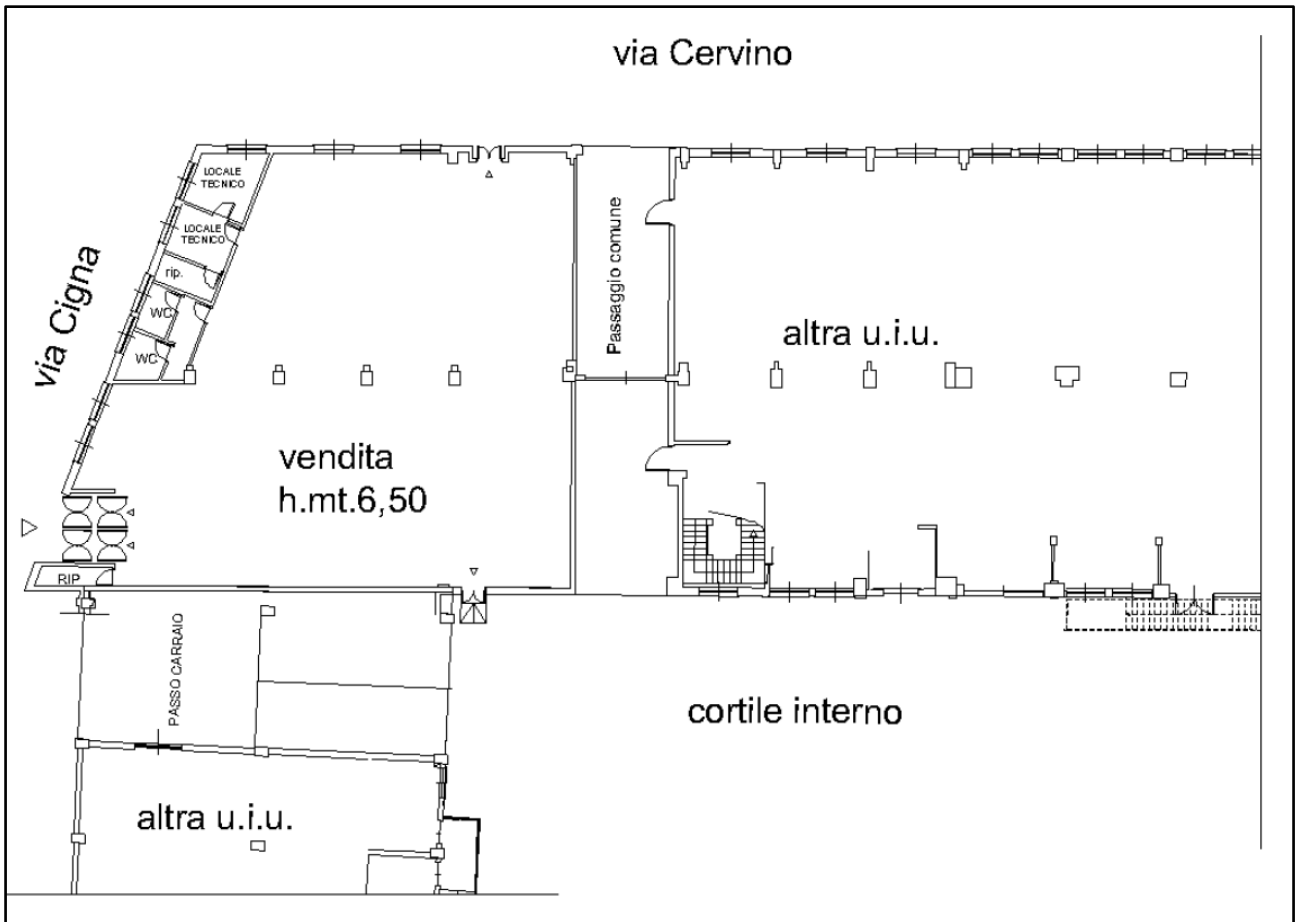 via Cervino
LOCALE
TECNICO
LOCALE
TECNICO
rip.
WC
WC
via Cigna
Passaggio comune
altra u.i.u.
vendita
h.mt.6,50
RIP
PASSO CARRAIO
cortile interno
altra u.i.u.